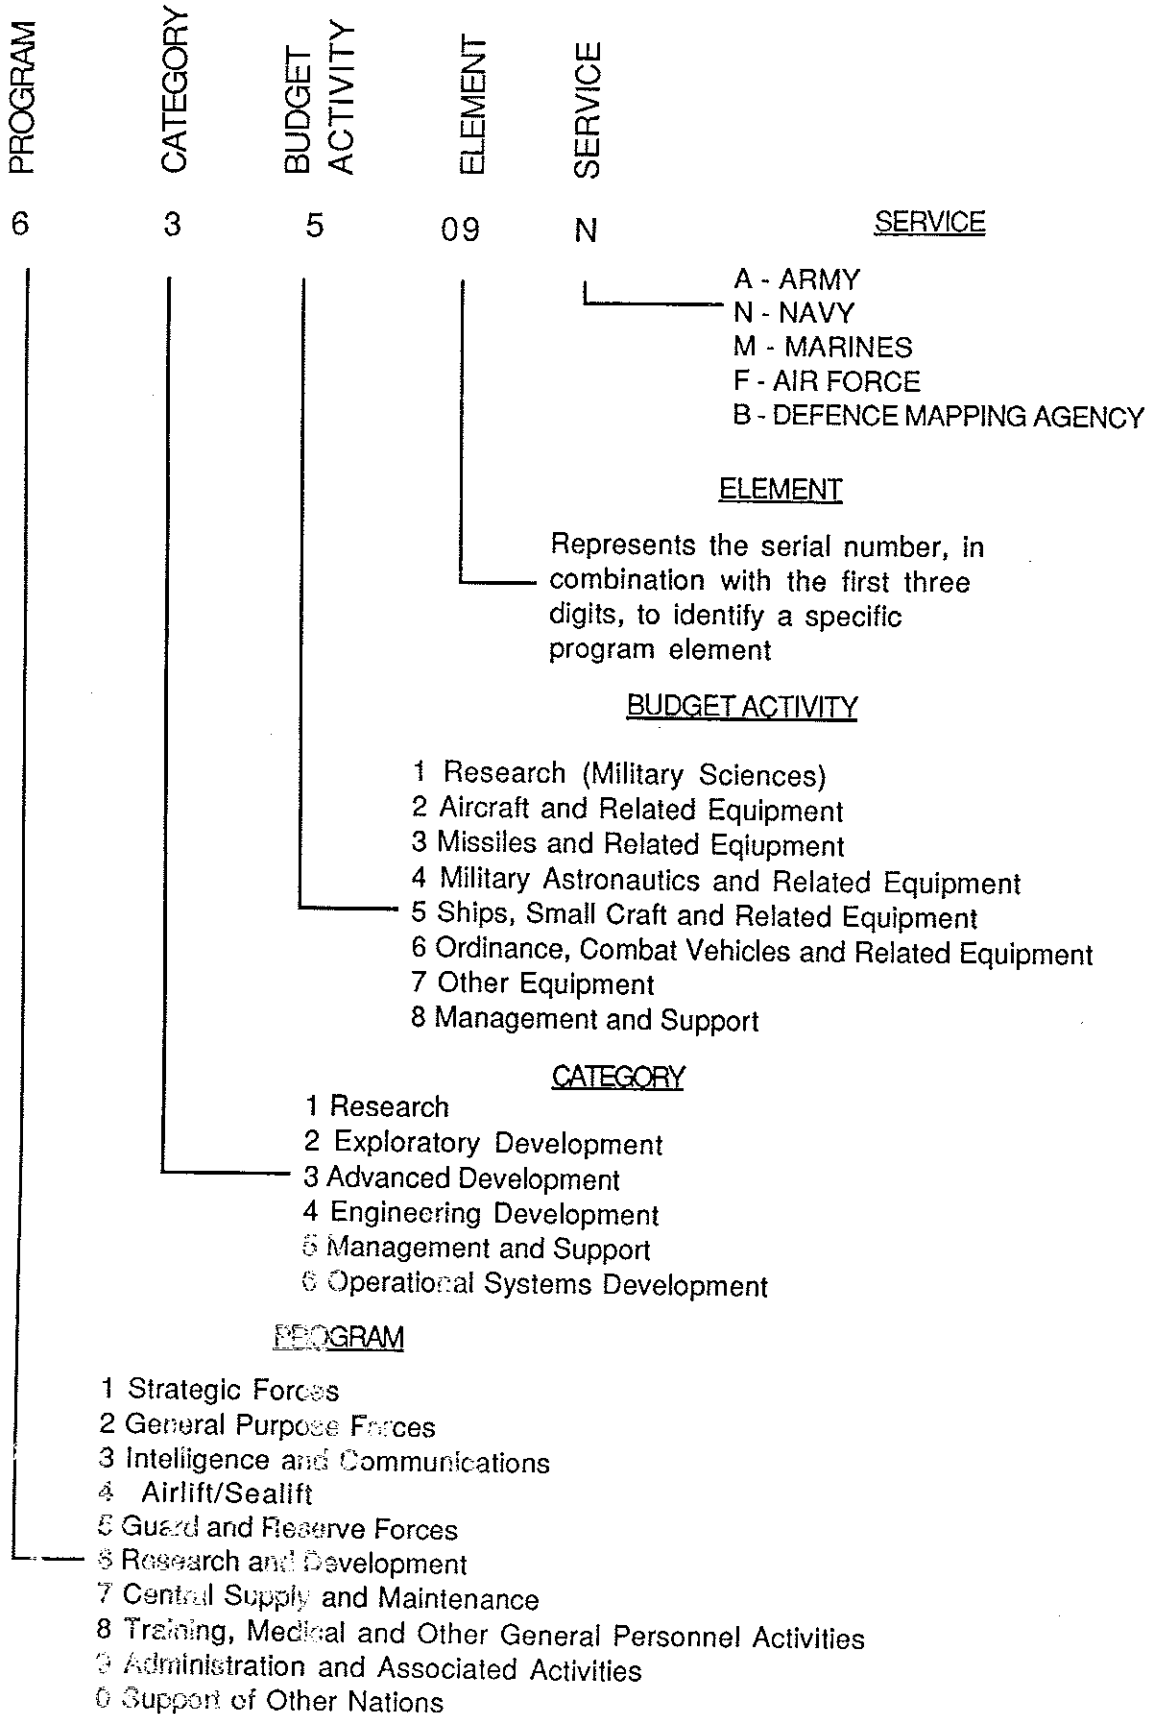 PROGRAM
CATEGORY
BUDGET
ACTIVITY
ELEMENT
SERVICE
6 3 5 09 N
SERVICE
A - ARMY
N - NAVY
M - MARINES
F - AIR FORCE
B - DEFENCE MAPPING AGENCY
ELEMENT
Represents the serial number, in
combination with the first three
digits, to identify a specific
program element
BUDGET ACTIVITY
1 Research (Military Sciences)
2 Aircraft and Related Equipment
3 Missiles and Related Eqiupment
4 Military Astronautics and Related Equipment
5 Ships, Small Craft and Related Equipment
6 Ordinance, Combat Vehicles and Related Equipment
7 Other Equipment
8 Management and Support
CATEGORY
1 Research
2 Exploratory Development
3 Advanced Development
4 Engineering Development
5 Management and Support
6 Operational Systems Development
PROGRAM
1 Strategic Forces
2 General Purpose Forces
3 Intelligence and Communications
4 Airlift/Sealift
5 Guard and Reserve Forces
6 Research and Development
7 Central Supply and Maintenance
8 Training, Medical and Other General Personnel Activities
9 Administration and Associated Activities
0 Support of Other Nations